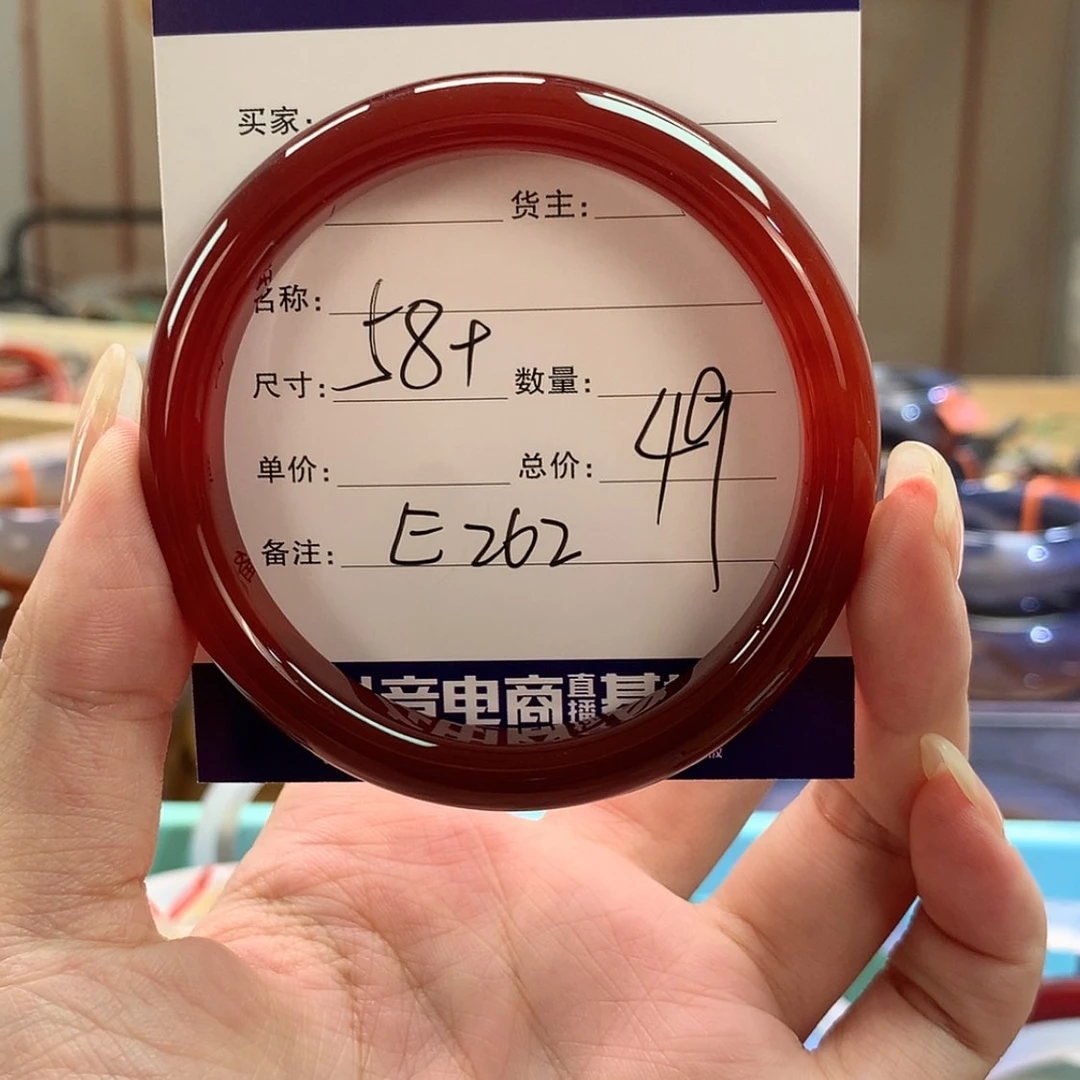 买家:
货主:
名称:
尺寸: 58+ 数量:
单价: 总价: 49
备注: E262
音电商直播基